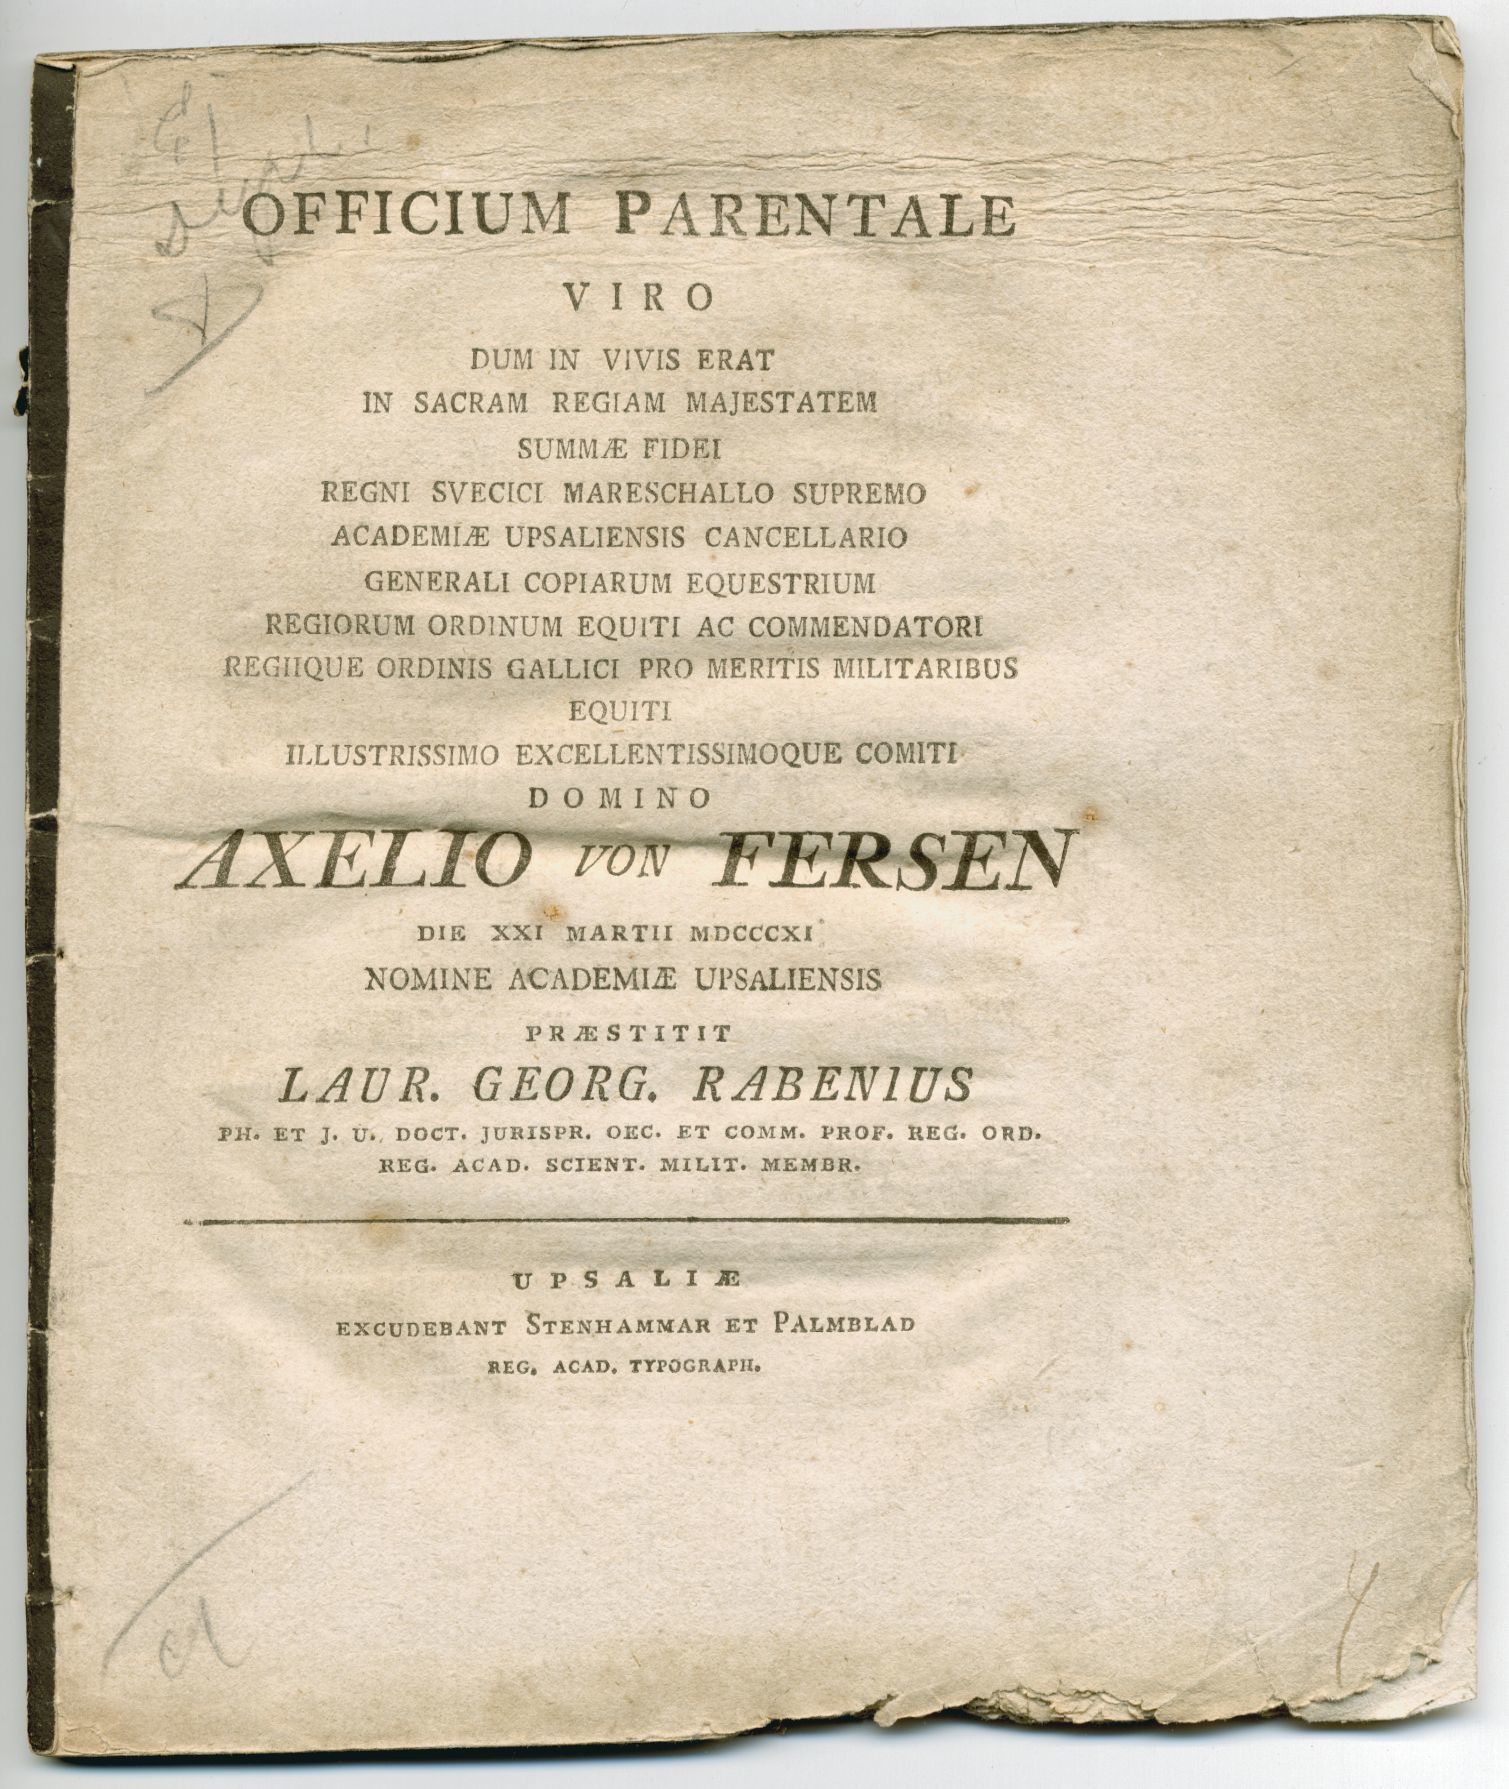 OFFICIUM PARENTALE
VIRO
DUM IN VIVIS ERAT
IN SACRAM REGIAM MAJESTATEM
SUMMÆ FIDEI
REGNI SVECICI MARESCHALLO SUPREMO
ACADEMIÆ UPSALIENSIS CANCELLARIO
GENERALI COPIARUM EQUESTRIUM
REGIORUM ORDINUM EQUITI AC COMMENDATORI
REGIIQUE ORDINIS GALLICI PRO MERITIS MILITARIBUS
EQUITI
ILLUSTRISSIMO EXCELLENTISSIMOQUE COMITI
DOMINO
AXELIO VON FERSEN
DIE XXI MARTII MDCCCXI
NOMINE ACADEMIÆ UPSALIENSIS
PRÆSTITIT
LAUR. GEORG. RABENIUS
PH. ET J. U. DOCT. JURISPR. OEC. ET COMM. PROF. REG. ORD.
REG. ACAD. SCIENT. MILIT. MEMBR.
UPSALIÆ
EXCUDEBANT STENHAMMAR ET PALMBLAD
REG. ACAD. TYPOGRAPH.